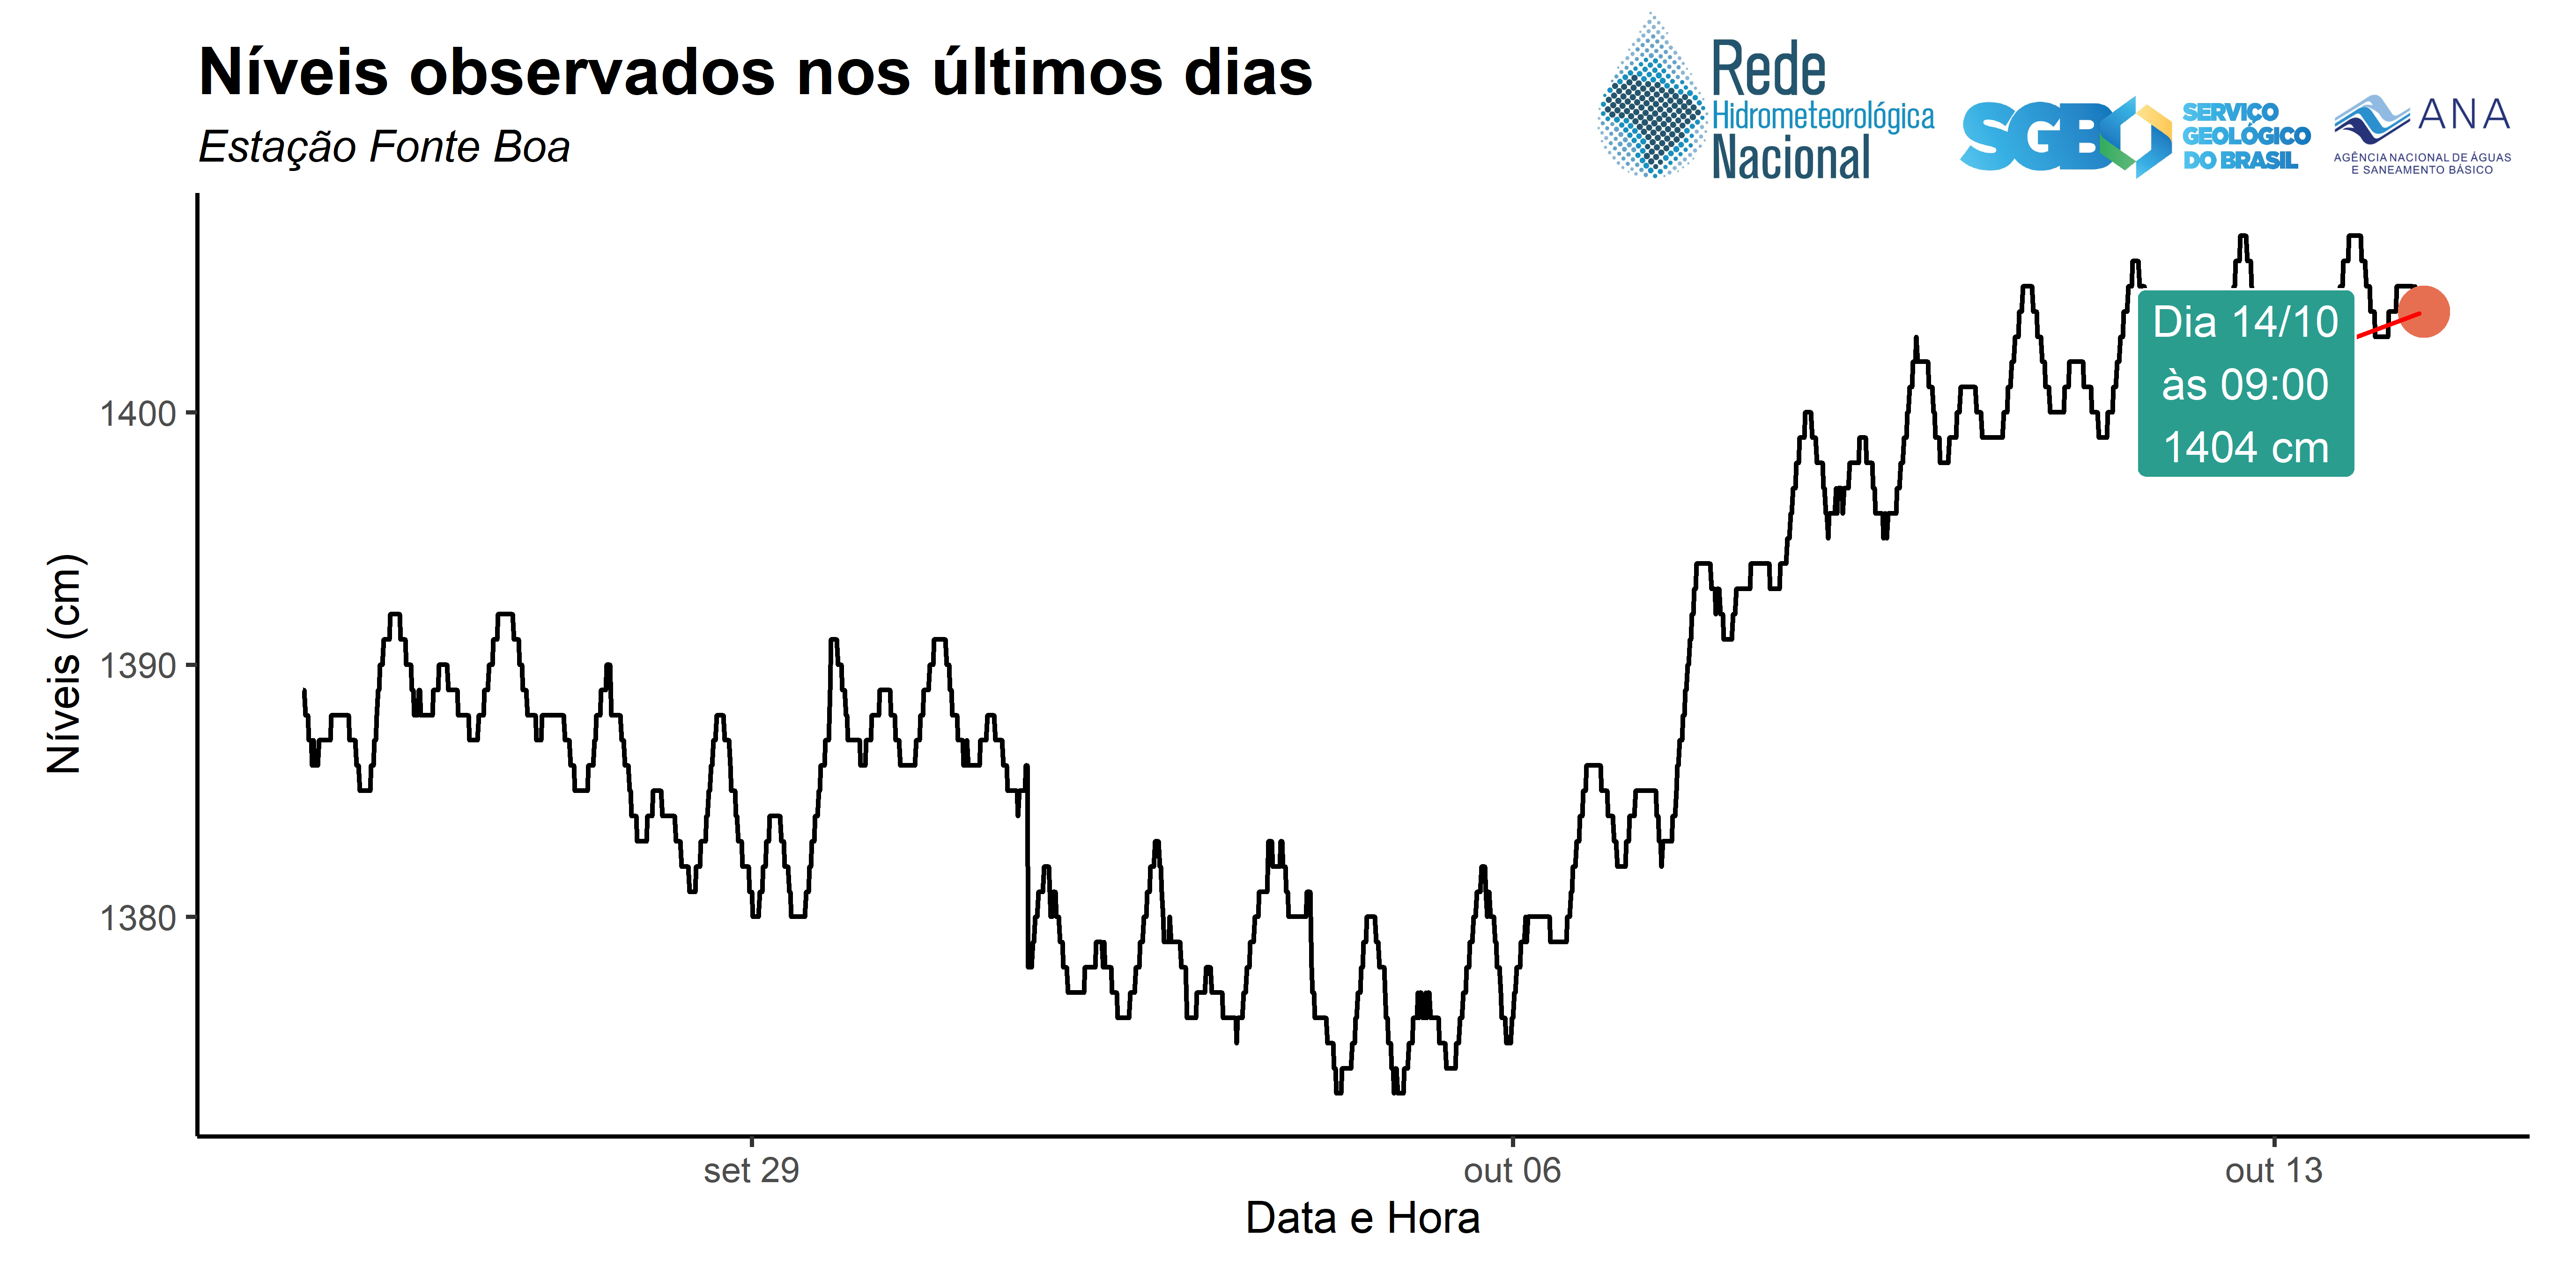 Níveis observados nos últimos dias
Estação Fonte Boa
Rede
Hidrometeorológica
Nacional
SGB
SERVIÇO
GEOLÓGICO
DO BRASIL
ANA
AGÊNCIA NACIONAL DE ÁGUAS
E SANEAMENTO BÁSICO
Níveis (cm)
1400
1390
1380
Dia 14/10
às 09:00
1404 cm
set 29
out 06
out 13
Data e Hora